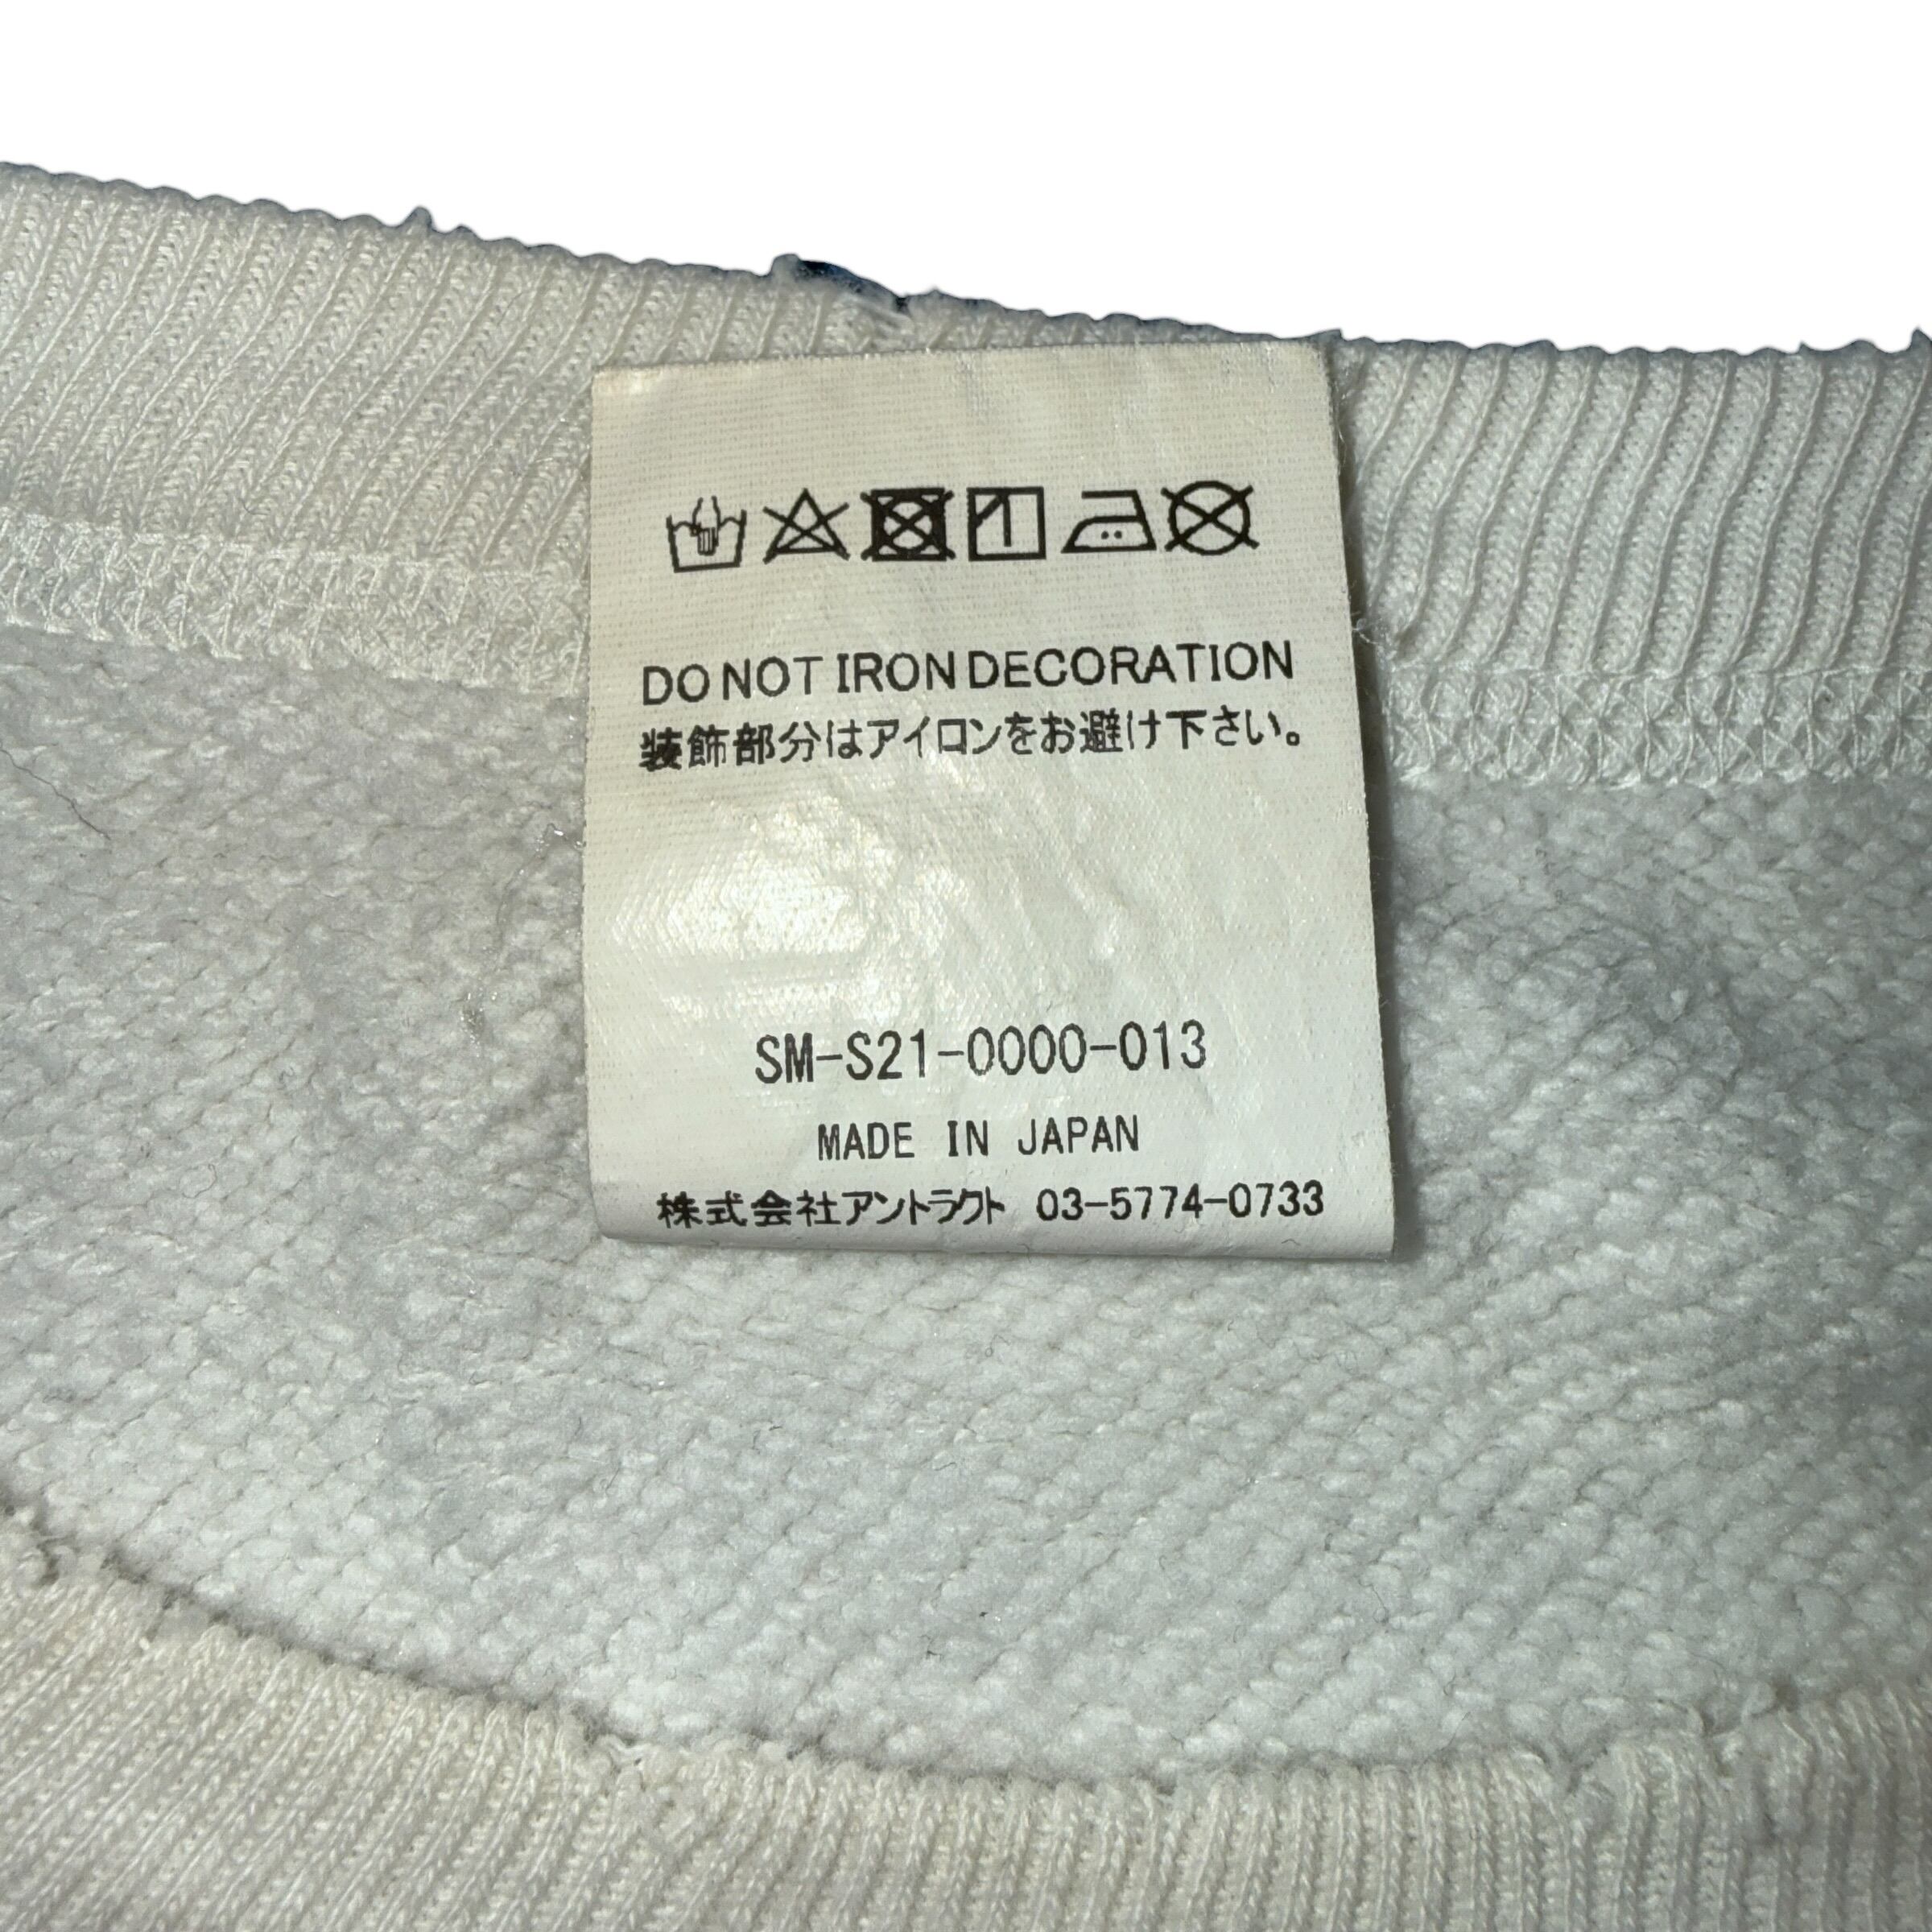 DO NOT IRON DECORATION
装飾部分はアイロンをお避け下さい。
SM-S21-0000-013
MADE IN JAPAN
株式会社アントラクト 03-5774-0733